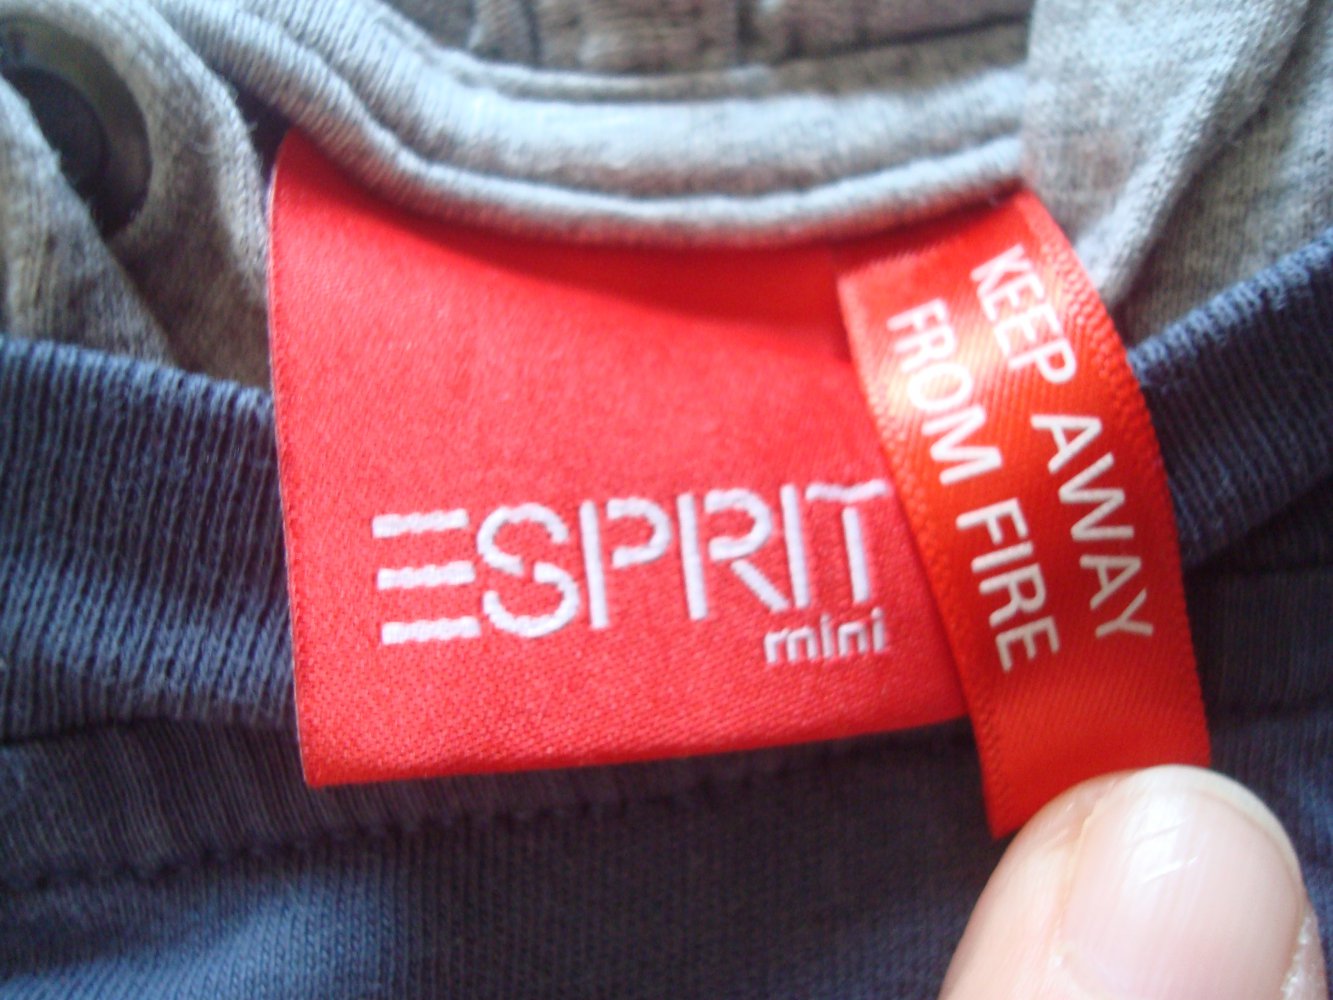 ESPRIT
mini
KEEP AWAY
FROM FIRE